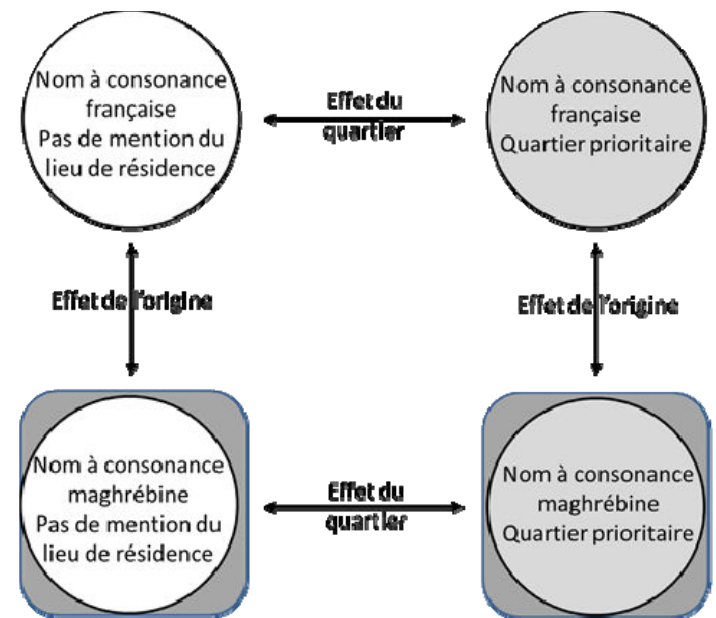 Nom à consonance
française
Pas de mention du
lieu de résidence
Effet du
quartier
Nom à consonance
française
Quartier prioritaire
Effet de l'origine
Effet de l'origine
Nom à consonance
maghrébine
Pas de mention du
lieu de résidence
Effet du
quartier
Nom à consonance
maghrébine
Quartier prioritaire